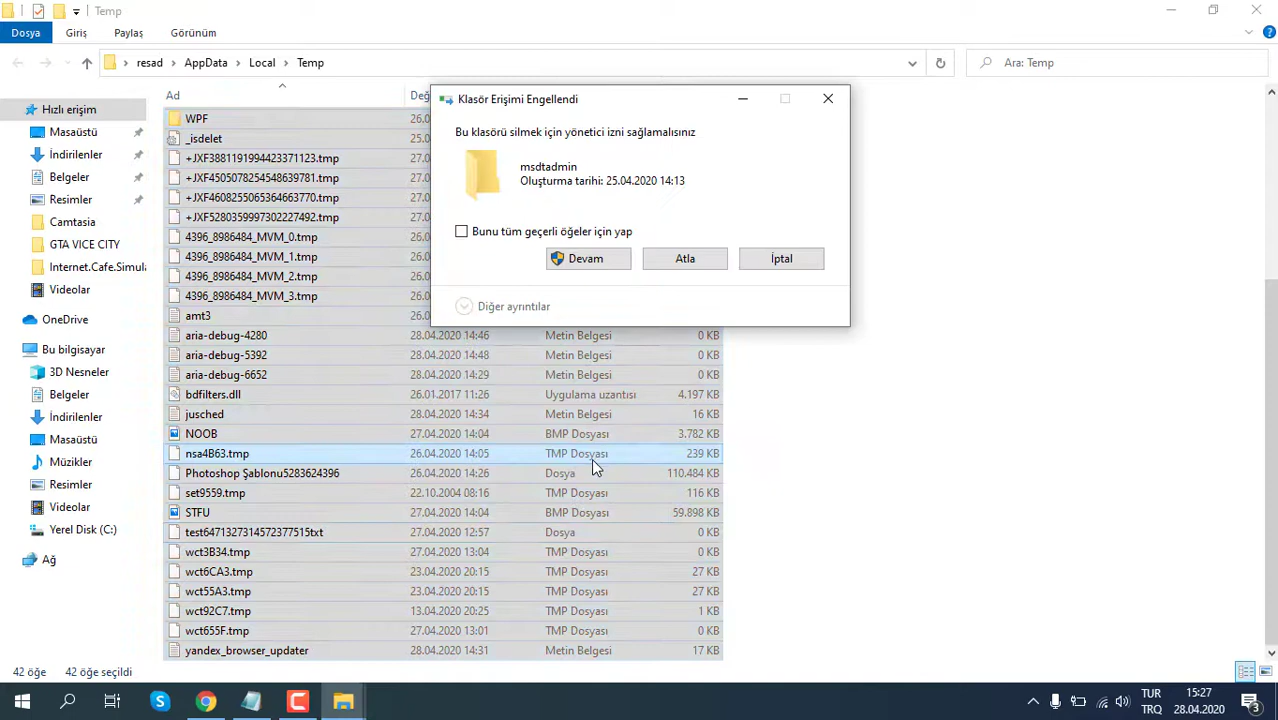 Temp
Dosya Giriş Paylaş Görünüm
resad AppData Local Temp
Ara: Temp
Hızlı erişim
Masaüstü
İndirilenler
Belgeler
Resimler
Camtasia
GTA VICE CITY
Internet.Cafe.Simula
Videolar
OneDrive
Bu bilgisayar
3D Nesneler
Belgeler
İndirilenler
Masaüstü
Müzikler
Resimler
Videolar
Yerel Disk (C:)
Ağ
Ad Değ
WPF 26.0
_isdelet 25.0
+JXF3881191994423371123.tmp 26.0
+JXF4505078254548639781.tmp 26.0
+JXF4608255065364663770.tmp 26.0
+JXF5280359997302227492.tmp 26.0
4396_8986484_MVM_0.tmp 26.0
4396_8986484_MVM_1.tmp 26.0
4396_8986484_MVM_2.tmp 26.0
4396_8986484_MVM_3.tmp 26.0
amt3 26.0
aria-debug-4280 28.04.2020 14:46 Metin Belgesi 0 KB
aria-debug-5392 28.04.2020 14:48 Metin Belgesi 0 KB
aria-debug-6652 28.04.2020 14:29 Metin Belgesi 0 KB
bdfilters.dll 26.01.2017 11:26 Uygulama uzantısı 4.197 KB
jusched 28.04.2020 14:34 Metin Belgesi 16 KB
NOOB 27.04.2020 14:04 BMP Dosyası 3.782 KB
nsa4B63.tmp 26.04.2020 14:05 TMP Dosyası 239 KB
Photoshop Şablonu5283624396 26.04.2020 14:26 Dosya 110.484 KB
set9559.tmp 22.10.2004 08:16 TMP Dosyası 116 KB
STFU 27.04.2020 14:04 BMP Dosyası 59.898 KB
test6471327314572377515txt 27.04.2020 12:57 Dosya 0 KB
wct3B34.tmp 27.04.2020 13:04 TMP Dosyası 0 KB
wct6CA3.tmp 23.04.2020 20:15 TMP Dosyası 27 KB
wct55A3.tmp 23.04.2020 20:15 TMP Dosyası 27 KB
wct92C7.tmp 13.04.2020 20:25 TMP Dosyası 1 KB
wct655F.tmp 27.04.2020 13:01 TMP Dosyası 0 KB
yandex_browser_updater 28.04.2020 14:31 Metin Belgesi 17 KB
Klasör Erişimi Engellendi
Bu klasörü silmek için yönetici izni sağlamalısınız
msdtadmin
Oluşturma tarihi: 25.04.2020 14:13
Bunu tüm geçerli öğeler için yap
Devam Atla İptal
Diğer ayrıntılar
42 öğe 42 öğe seçildi
TUR
TRQ
15:27
28.04.2020
3